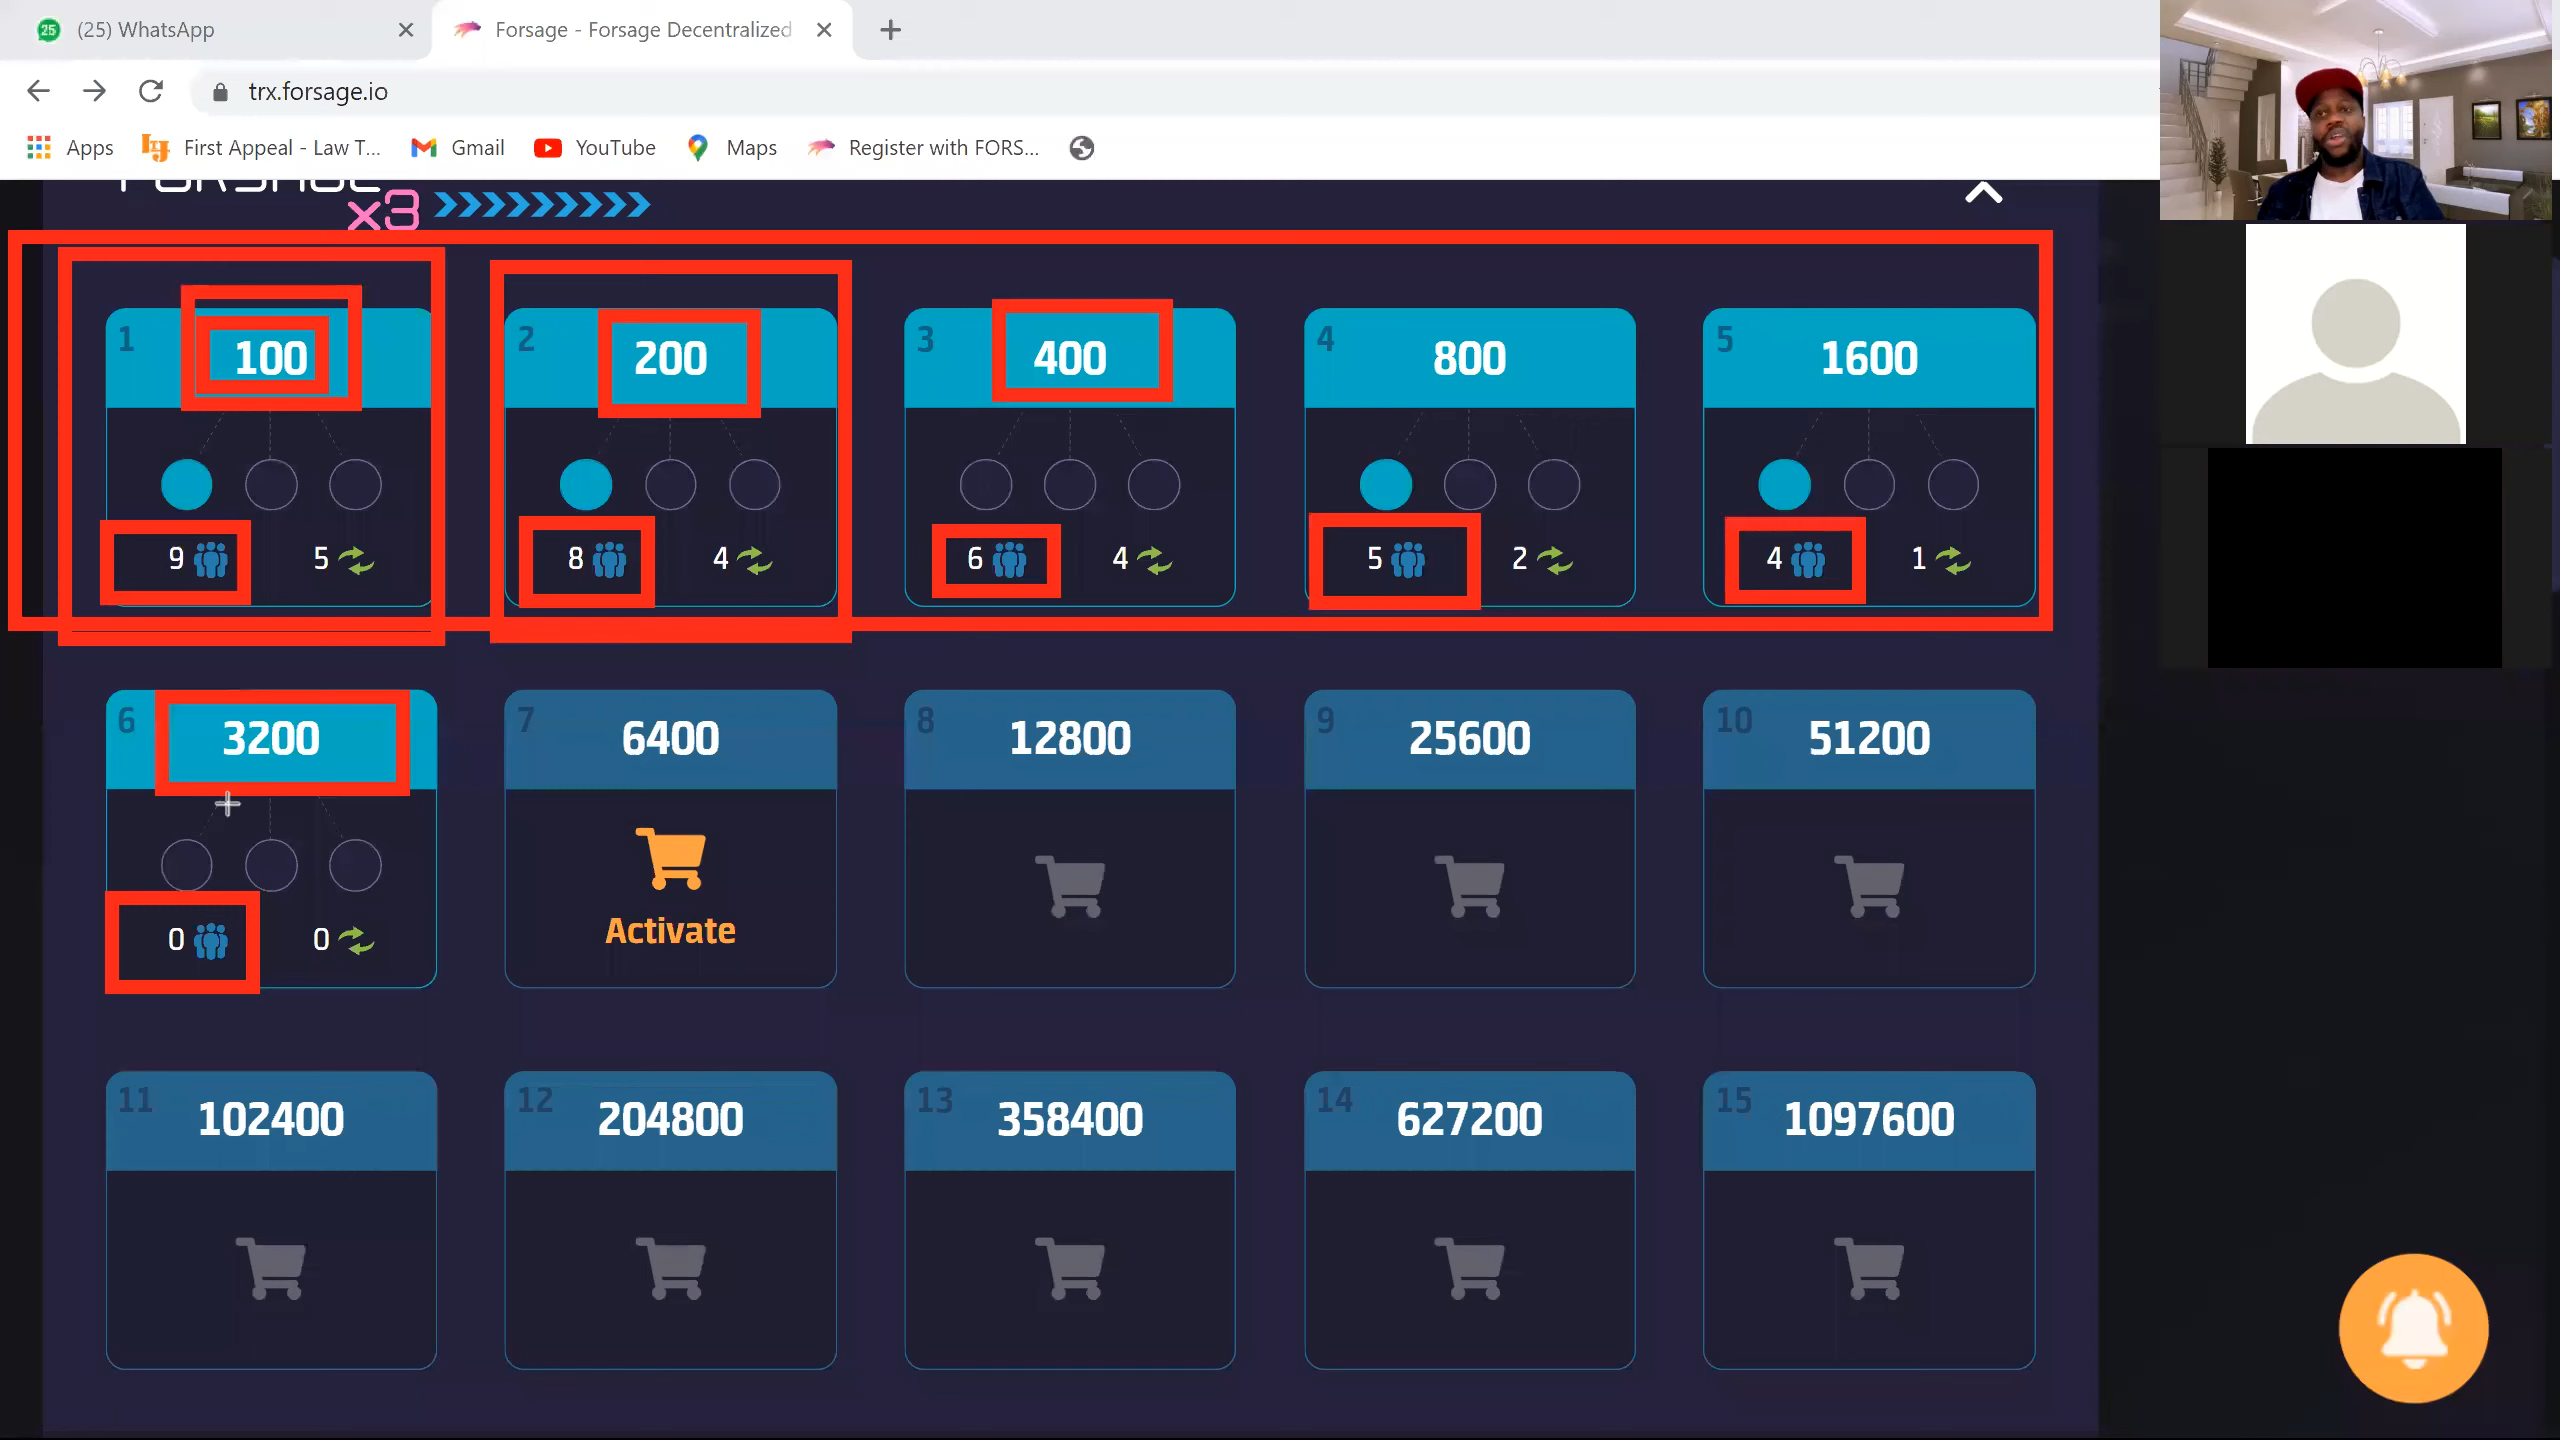 25 (25) WhatsApp
Forsage - Forsage Decentralized
trx.forsage.io
Apps
First Appeal - Law T...
Gmail
YouTube
Maps
Register with FORS...
FORSAGE
x3
1 100
2 200
3 400
4 800
5 1600
9 5
8 4
6 4
5 2
4 1
6 3200
7 6400
8 12800
9 25600
10 51200
Activate
0 0
11 102400
12 204800
13 358400
14 627200
15 1097600